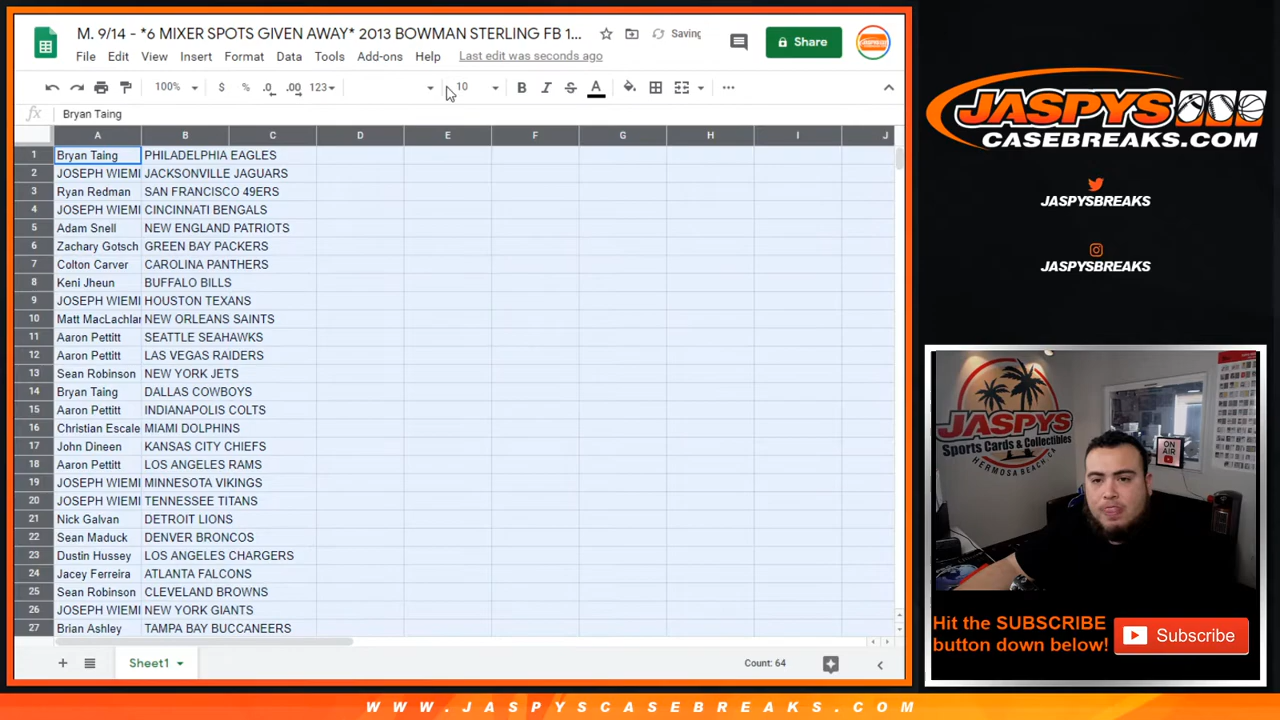 M. 9/14 - *6 MIXER SPOTS GIVEN AWAY* 2013 BOWMAN STERLING FB 1...
Saving
Share
File Edit View Insert Format Data Tools Add-ons Help Last edit was seconds ago
100% $ % .0 .00 123 10 B I S A
fx Bryan Taing
A B C D E F G H I J
1 Bryan Taing PHILADELPHIA EAGLES
2 JOSEPH WIEMI JACKSONVILLE JAGUARS
3 Ryan Redman SAN FRANCISCO 49ERS
4 JOSEPH WIEMI CINCINNATI BENGALS
5 Adam Snell NEW ENGLAND PATRIOTS
6 Zachary Gotsch GREEN BAY PACKERS
7 Colton Carver CAROLINA PANTHERS
8 Keni Jheun BUFFALO BILLS
9 JOSEPH WIEMI HOUSTON TEXANS
10 Matt MacLachlan NEW ORLEANS SAINTS
11 Aaron Pettitt SEATTLE SEAHAWKS
12 Aaron Pettitt LAS VEGAS RAIDERS
13 Sean Robinson NEW YORK JETS
14 Bryan Taing DALLAS COWBOYS
15 Aaron Pettitt INDIANAPOLIS COLTS
16 Christian Escale MIAMI DOLPHINS
17 John Dineen KANSAS CITY CHIEFS
18 Aaron Pettitt LOS ANGELES RAMS
19 JOSEPH WIEMI MINNESOTA VIKINGS
20 JOSEPH WIEMI TENNESSEE TITANS
21 Nick Galvan DETROIT LIONS
22 Sean Maduck DENVER BRONCOS
23 Dustin Hussey LOS ANGELES CHARGERS
24 Jacey Ferreira ATLANTA FALCONS
25 Sean Robinson CLEVELAND BROWNS
26 JOSEPH WIEMI NEW YORK GIANTS
27 Brian Ashley TAMPA BAY BUCCANEERS
Sheet1
Count: 64
JASPYS
CASEBREAKS.COM
JASPYSBREAKS
JASPYSBREAKS
JASPYS
Sports Cards & Collectibles
HERMOSA BEACH, CA
ON AIR
Hit the SUBSCRIBE
button down below!
Subscribe
WWW.JASPYSCASEBREAKS.COM